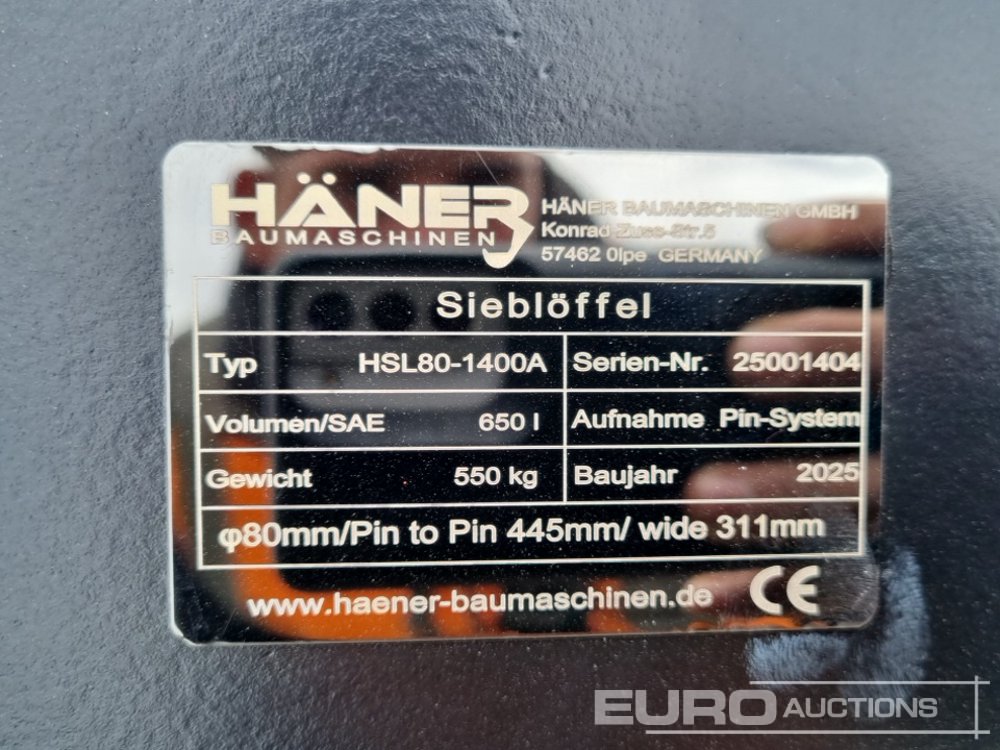 HÄNER
BAUMASCHINEN
HÄNER BAUMASCHINEN GMBH
Konrad-Zuse-Str.5
57462 Olpe GERMANY
Sieblöffel
Typ HSL80-1400A Serien-Nr. 25001404
Volumen/SAE 650 l Aufnahme Pin-System
Gewicht 550 kg Baujahr 2025
φ80mm/Pin to Pin 445mm/ wide 311mm
www.haener-baumaschinen.de CE
EURO AUCTIONS